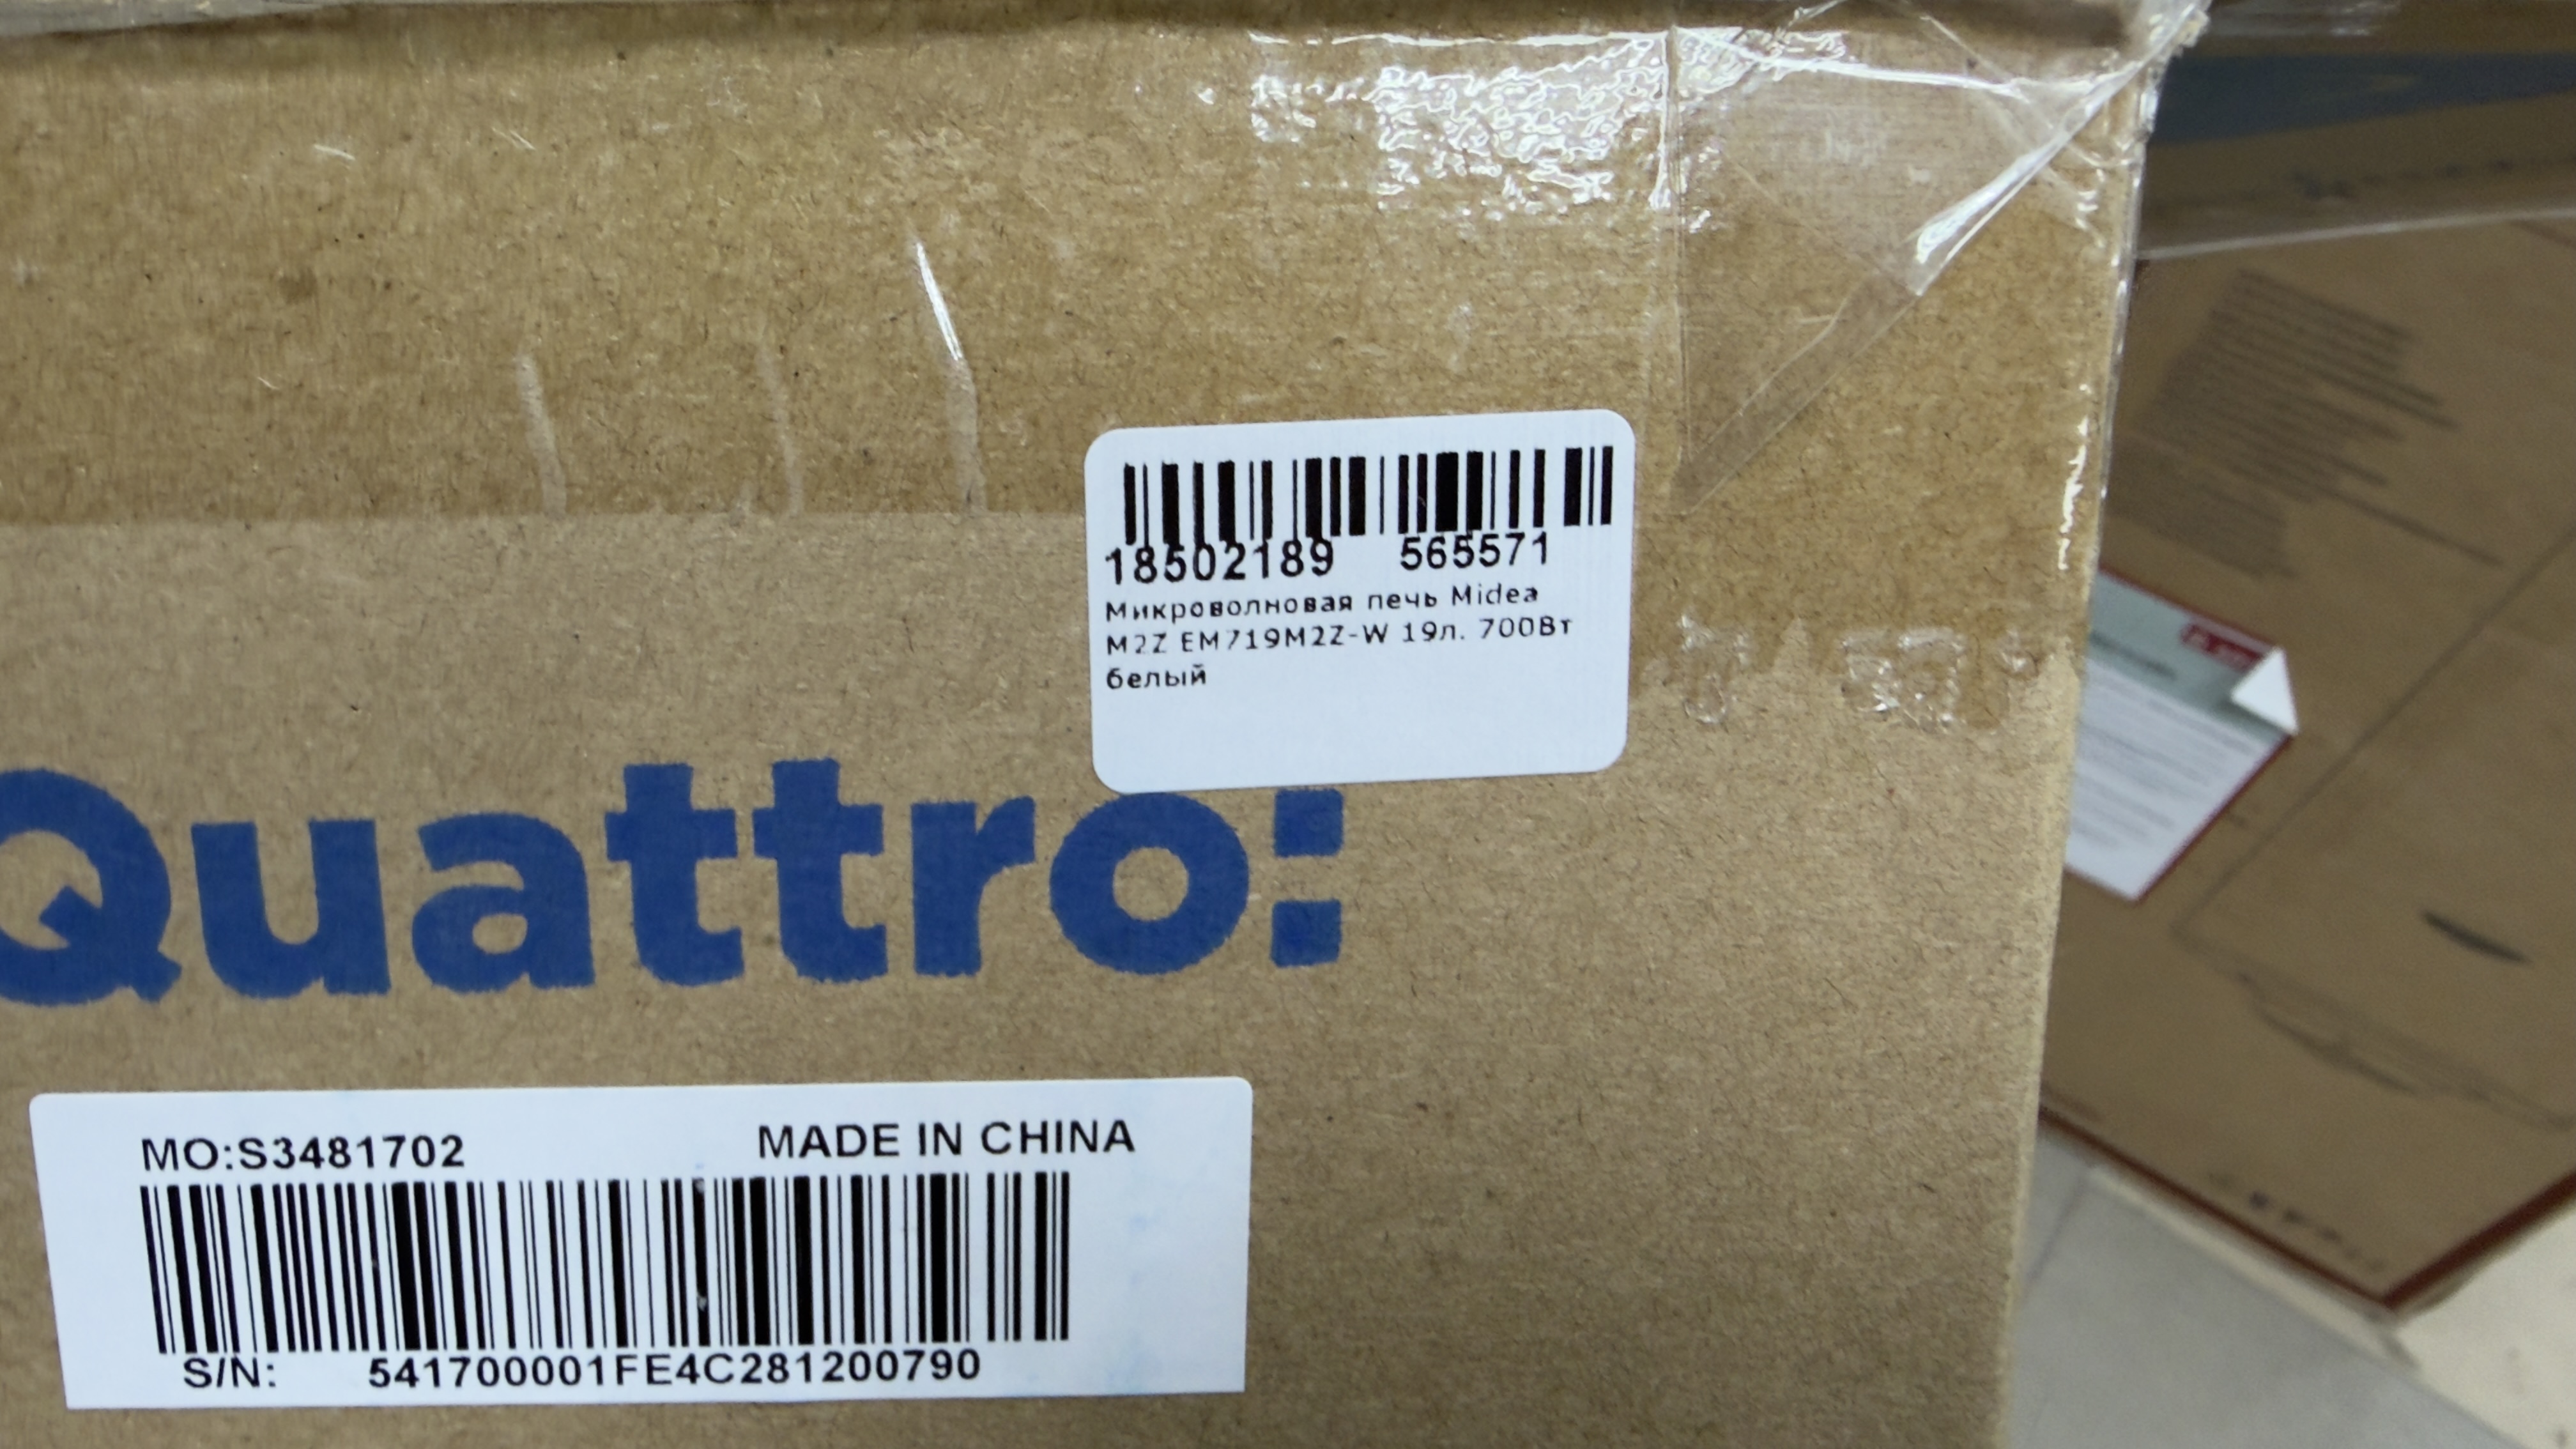 18502189 565571
Микроволновая печь Midea
M2Z EM719M2Z-W 19л. 700Вт
белый
Quattro:
MO:S3481702 MADE IN CHINA
S/N: 541700001FE4C281200790